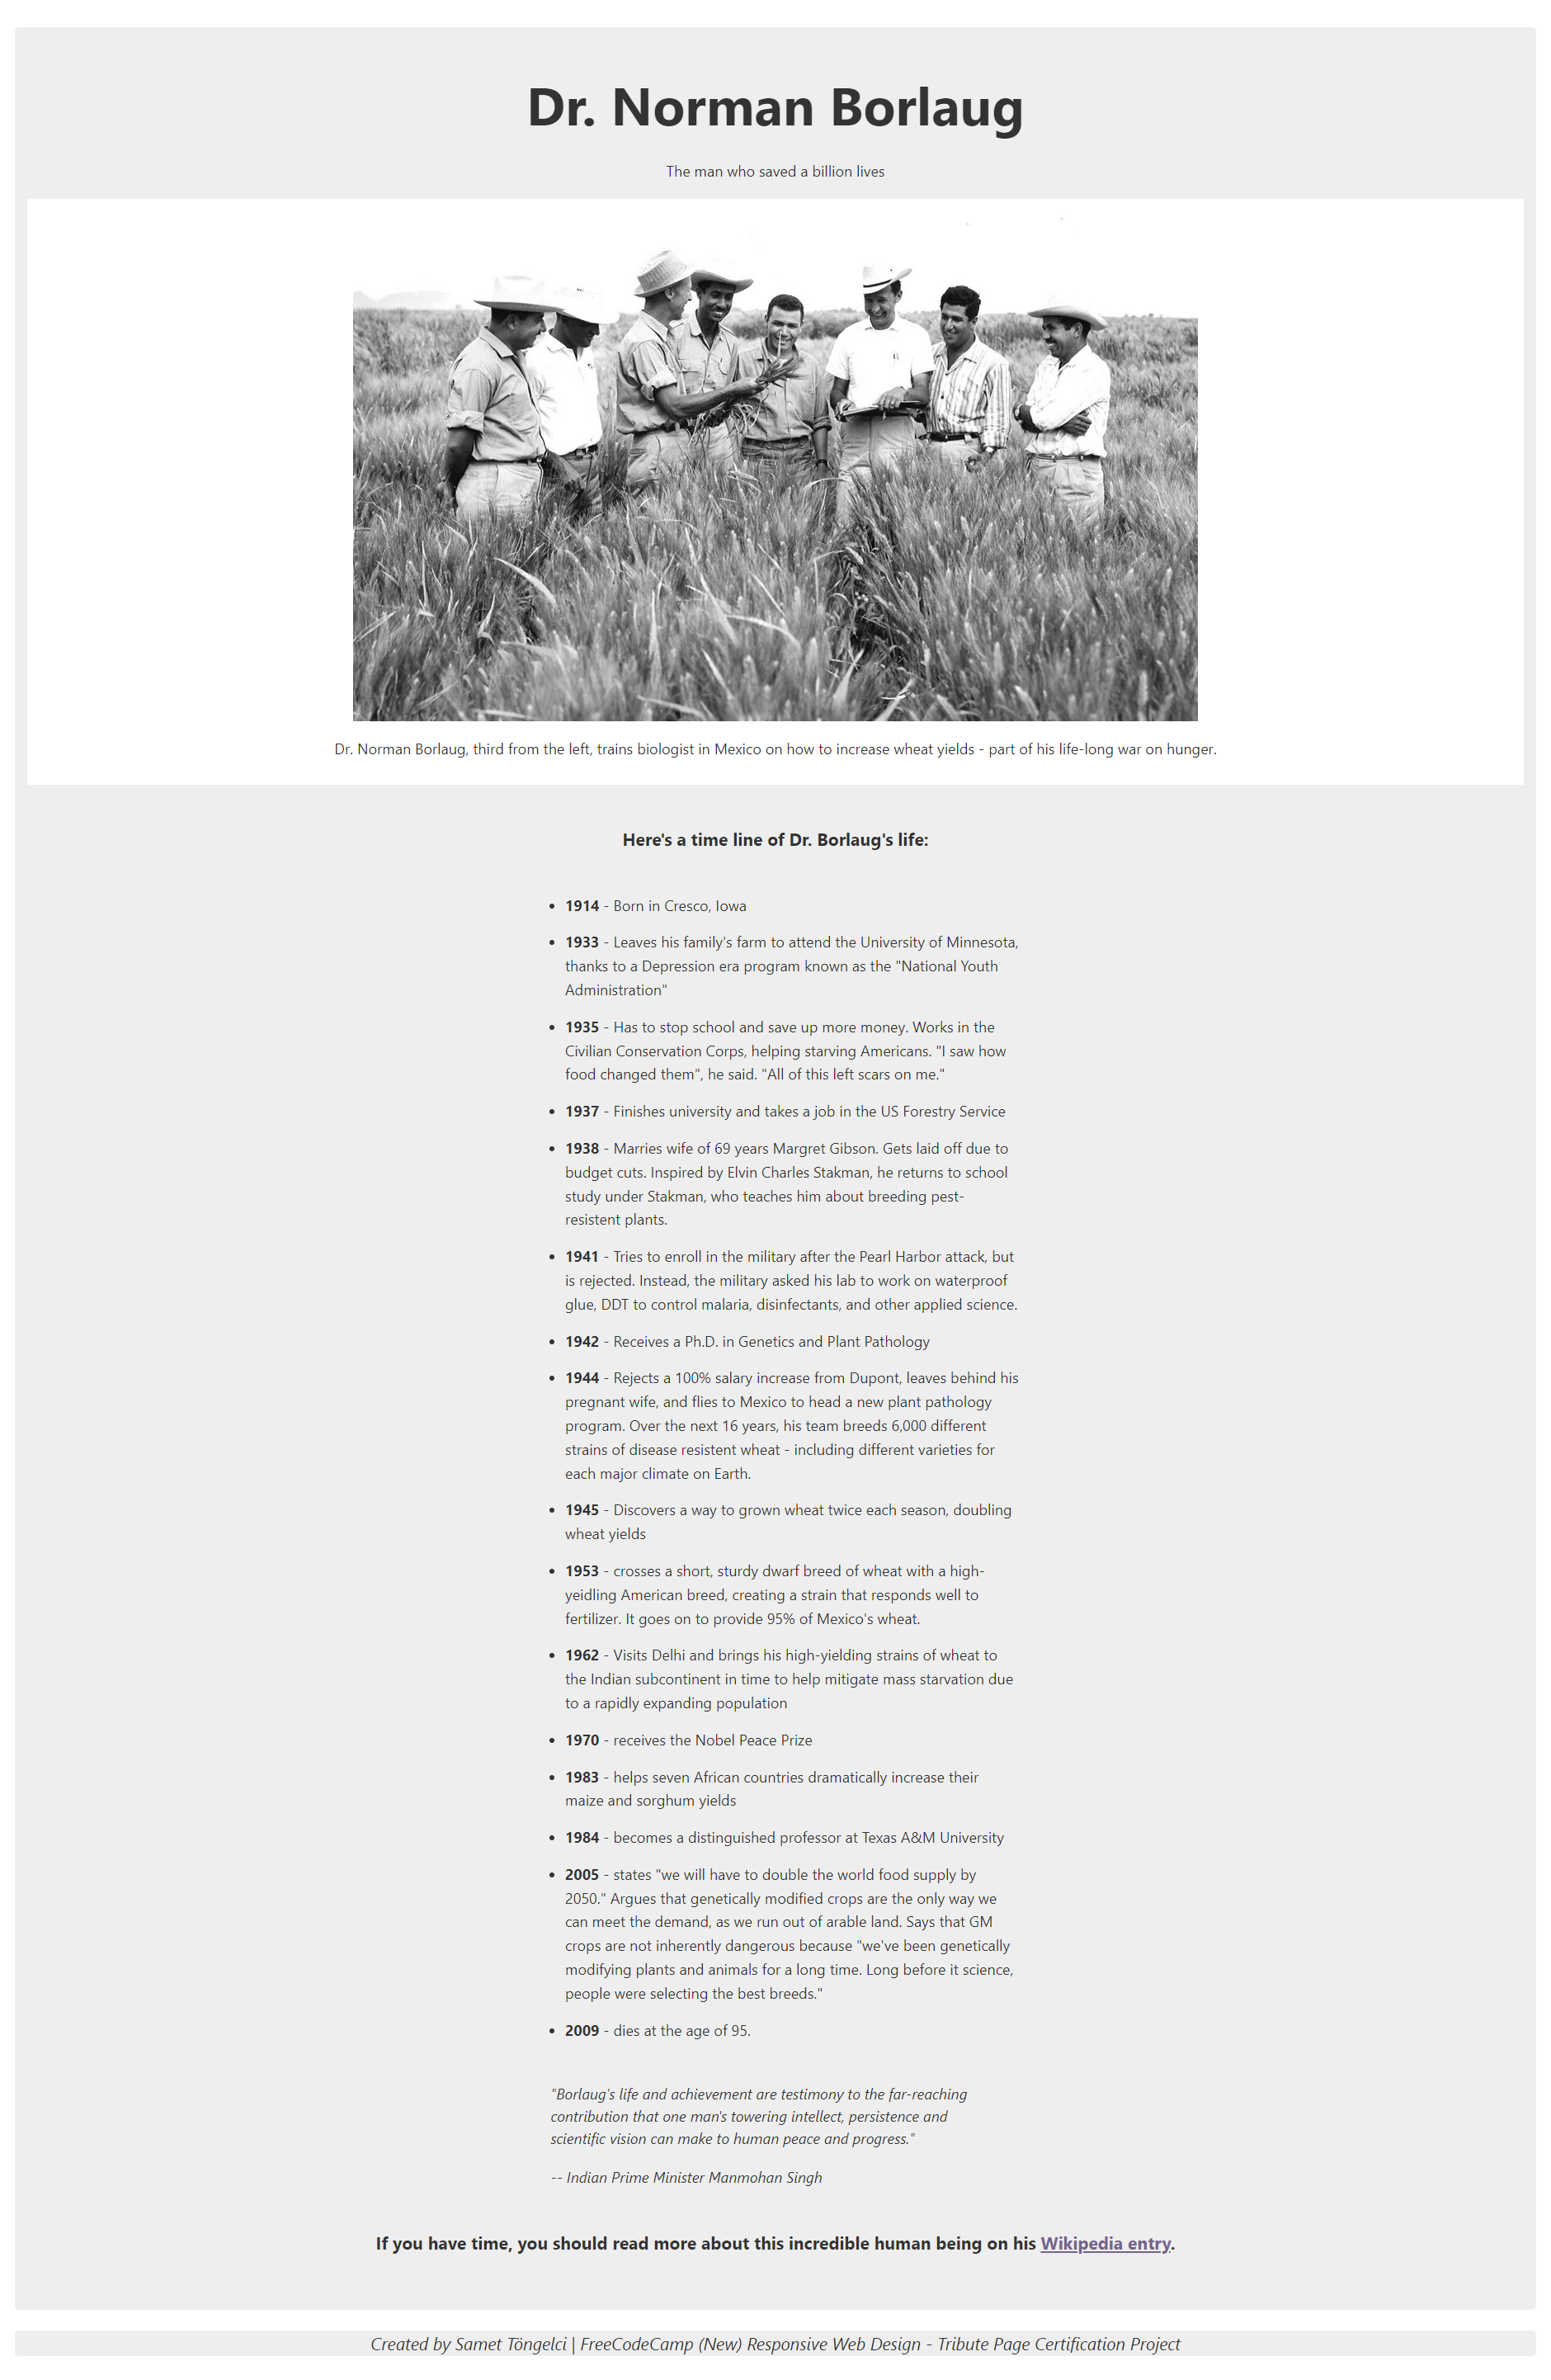 Dr. Norman Borlaug
The man who saved a billion lives
Dr. Norman Borlaug, third from the left, trains biologist in Mexico on how to increase wheat yields - part of his life-long war on hunger.
Here's a time line of Dr. Borlaug's life:
• 1914 - Born in Cresco, Iowa
• 1933 - Leaves his family's farm to attend the University of Minnesota,
thanks to a Depression era program known as the "National Youth
Administration"
• 1935 - Has to stop school and save up more money. Works in the
Civilian Conservation Corps, helping starving Americans. "I saw how
food changed them", he said. "All of this left scars on me."
• 1937 - Finishes university and takes a job in the US Forestry Service
• 1938 - Marries wife of 69 years Margret Gibson. Gets laid off due to
budget cuts. Inspired by Elvin Charles Stakman, he returns to school
study under Stakman, who teaches him about breeding pest-
resistent plants.
• 1941 - Tries to enroll in the military after the Pearl Harbor attack, but
is rejected. Instead, the military asked his lab to work on waterproof
glue, DDT to control malaria, disinfectants, and other applied science.
• 1942 - Receives a Ph.D. in Genetics and Plant Pathology
• 1944 - Rejects a 100% salary increase from Dupont, leaves behind his
pregnant wife, and flies to Mexico to head a new plant pathology
program. Over the next 16 years, his team breeds 6,000 different
strains of disease resistent wheat - including different varieties for
each major climate on Earth.
• 1945 - Discovers a way to grown wheat twice each season, doubling
wheat yields
• 1953 - crosses a short, sturdy dwarf breed of wheat with a high-
yeidling American breed, creating a strain that responds well to
fertilizer. It goes on to provide 95% of Mexico's wheat.
• 1962 - Visits Delhi and brings his high-yielding strains of wheat to
the Indian subcontinent in time to help mitigate mass starvation due
to a rapidly expanding population
• 1970 - receives the Nobel Peace Prize
• 1983 - helps seven African countries dramatically increase their
maize and sorghum yields
• 1984 - becomes a distinguished professor at Texas A&M University
• 2005 - states "we will have to double the world food supply by
2050." Argues that genetically modified crops are the only way we
can meet the demand, as we run out of arable land. Says that GM
crops are not inherently dangerous because "we've been genetically
modifying plants and animals for a long time. Long before it science,
people were selecting the best breeds."
• 2009 - dies at the age of 95.
"Borlaug's life and achievement are testimony to the far-reaching
contribution that one man's towering intellect, persistence and
scientific vision can make to human peace and progress."
-- Indian Prime Minister Manmohan Singh
If you have time, you should read more about this incredible human being on his Wikipedia entry.
Created by Samet Töngelci | FreeCodeCamp (New) Responsive Web Design - Tribute Page Certification Project